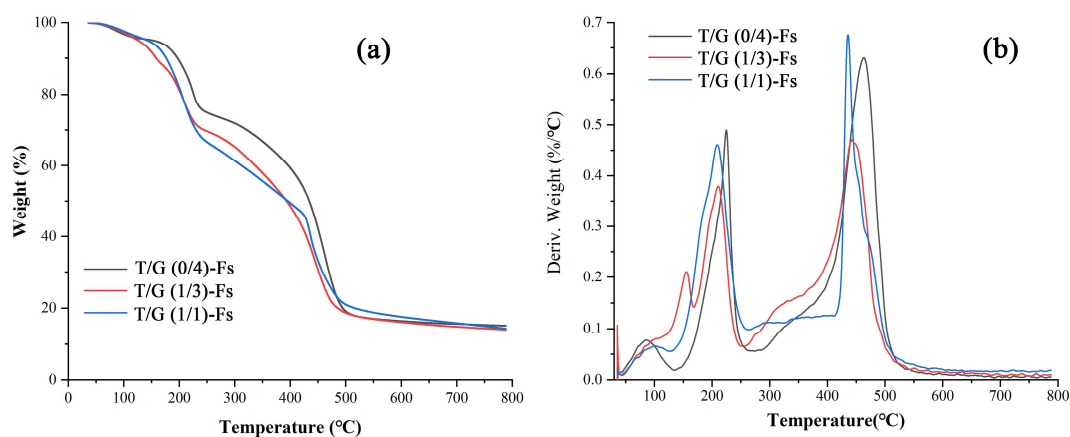 (a)
Weight (%)
100
80
60
40
20
0
T/G (0/4)-Fs
T/G (1/3)-Fs
T/G (1/1)-Fs
0 100 200 300 400 500 600 700 800
Temperature (℃)
(b)
Deriv. Weight (%/℃)
0.7
0.6
0.5
0.4
0.3
0.2
0.1
0.0
T/G (0/4)-Fs
T/G (1/3)-Fs
T/G (1/1)-Fs
100 200 300 400 500 600 700 800
Temperature(℃)